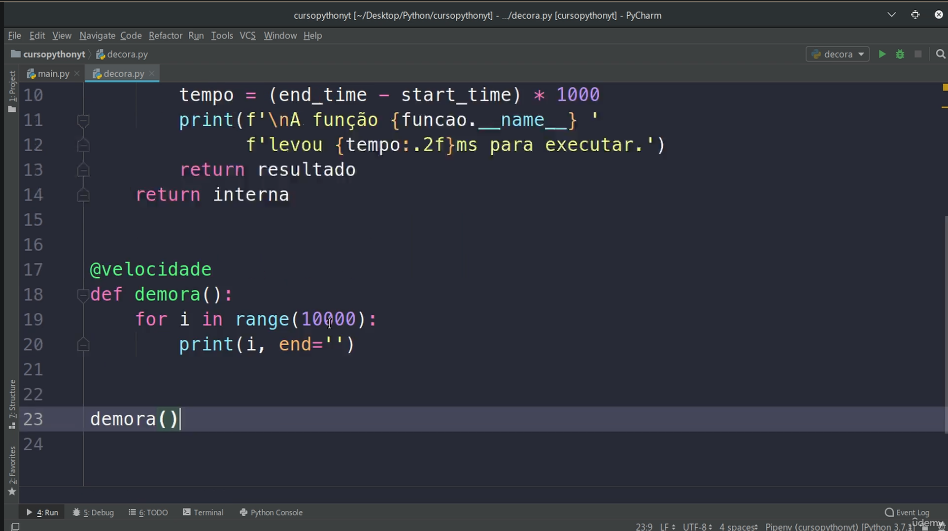 cursopythonyt [~/Desktop/Python/cursopythonyt] - .../decora.py [cursopythonyt] - PyCharm
File Edit View Navigate Code Refactor Run Tools VCS Window Help
cursopythonyt decora.py decora
main.py decora.py
1: Project
10 tempo = (end_time - start_time) * 1000
11 print(f'\nA função {funcao.__name__} '
12 f'levou {tempo:.2f}ms para executar.')
13 return resultado
14 return interna
15
16
17 @velocidade
18 def demora():
19 for i in range(10000):
20 print(i, end='')
21
22
23 demora()
24
7: Structure
2: Favorites
4: Run 5: Debug 6: TODO Terminal Python Console Event Log
23:9 LF UTF-8 4 spaces Pipenv (cursopythonyt) [Python 3.7.
Udemy